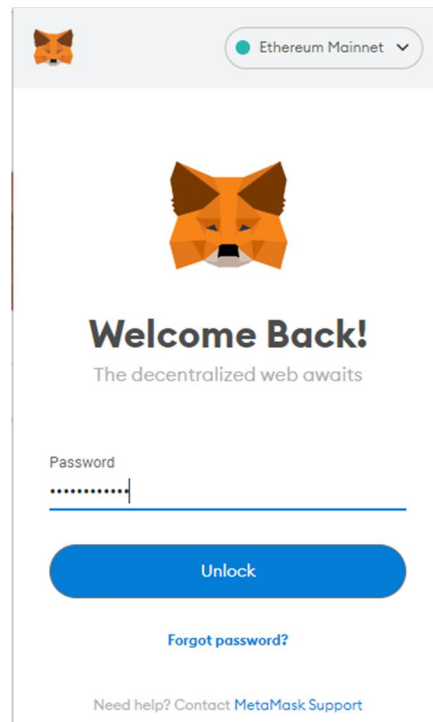 Ethereum Mainnet
Welcome Back!
The decentralized web awaits
Password
••••••••••••
Unlock
Forgot password?
Need help? Contact MetaMask Support